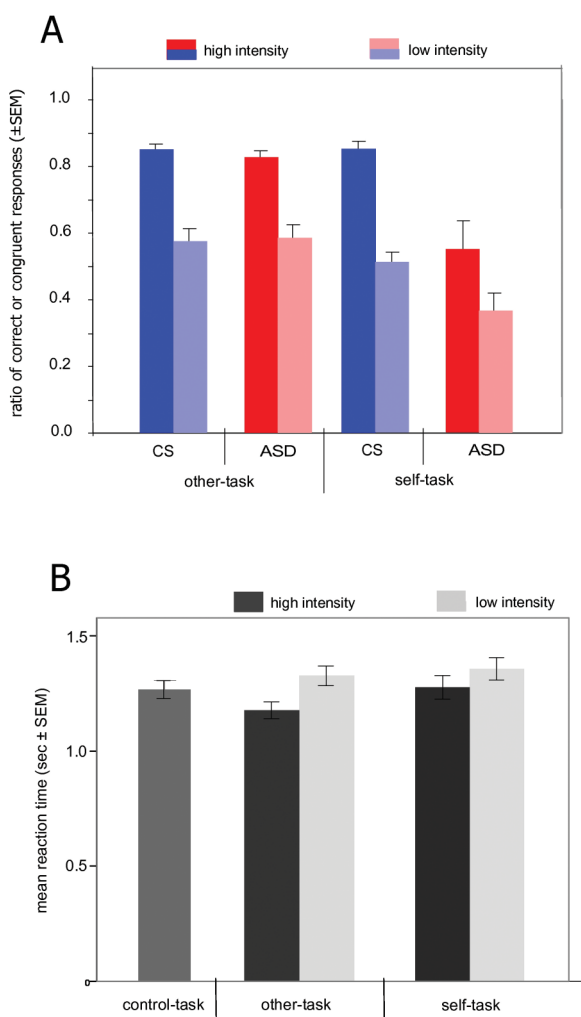 A
high intensity
low intensity
ratio of correct or congruent responses (±SEM)
1.0
0.8
0.6
0.4
0.2
0.0
CS
ASD
CS
ASD
other-task
self-task
B
high intensity
low intensity
mean reaction time (sec ± SEM)
1.5
1.0
0.5
0
control-task
other-task
self-task